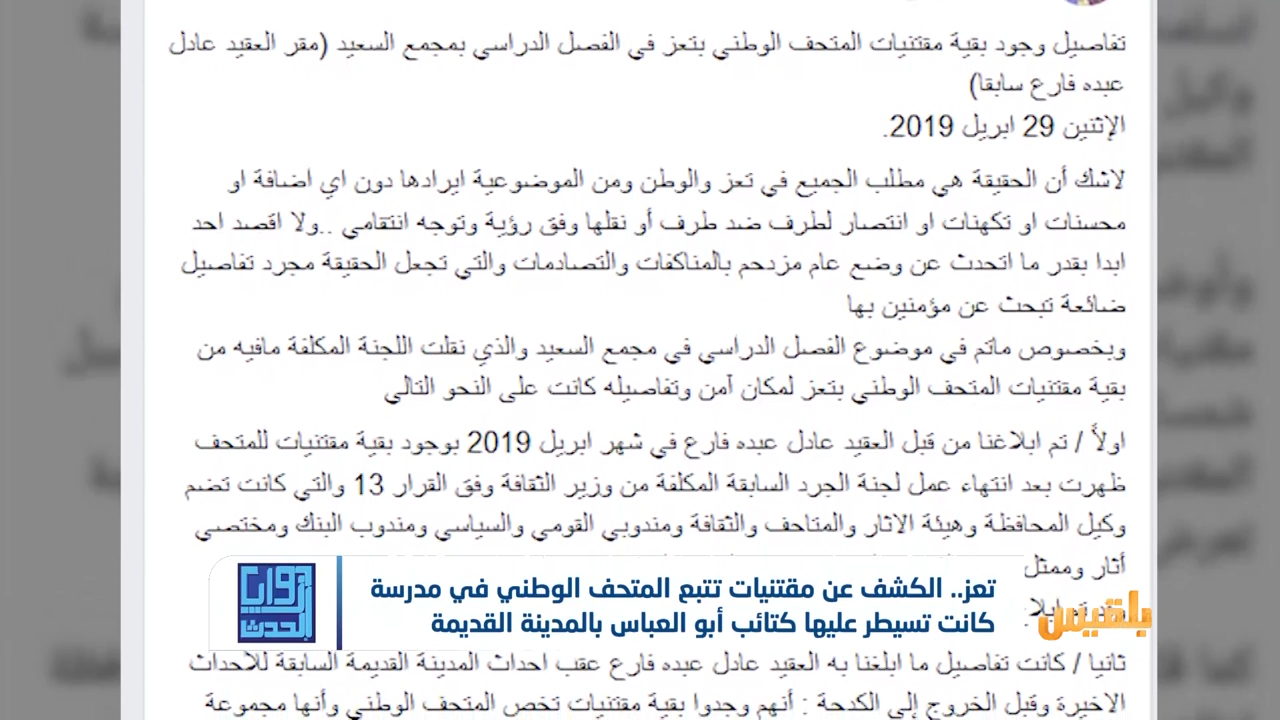 تفاصيل وجود بقية مقتنيات المتحف الوطني بتعز في الفصل الدراسي بمجمع السعيد (مقر العقيد عادل
عبده فارع سابقا)
الإثنين 29 ابريل 2019.
لاشك أن الحقيقة هي مطلب الجميع في تعز والوطن ومن الموضوعية ايرادها دون اي اضافة او
محسنات او تكهنات او انتصار لطرف ضد طرف أو نقلها وفق رؤية وتوجه انتقامي ..ولا اقصد احد
ابدا بقدر ما اتحدث عن وضع عام مزدحم بالمناكفات والتصادمات والتي تجعل الحقيقة مجرد تفاصيل
ضائعة تبحث عن مؤمنين بها
وبخصوص ماتم في موضوع الفصل الدراسي في مجمع السعيد والذي نقلت اللجنة المكلفة مافيه من
بقية مقتنيات المتحف الوطني بتعز لمكان آمن وتفاصيله كانت على النحو التالي
اولاً / تم ابلاغنا من قبل العقيد عادل عبده فارع في شهر ابريل 2019 بوجود بقية مقتنيات للمتحف
ظهرت بعد انتهاء عمل لجنة الجرد السابقة المكلفة من وزير الثقافة وفق القرار 13 والتي كانت تضم
وكيل المحافظة وهيئة الاثار والمتاحف والثقافة ومندوبي القومي والسياسي ومندوب البنك ومختصي
أثار وممثل
تعز.. الكشف عن مقتنيات تتبع المتحف الوطني في مدرسة
كانت تسيطر عليها كتائب أبو العباس بالمدينة القديمة
أبواب الحدث
بلقيس
ثانيا / كانت تفاصيل ما ابلغنا به العقيد عادل عبده فارع عقب احداث المدينة القديمة السابقة للأحداث
الاخيرة وقبل الخروج إلى الكدحة : أنهم وجدوا بقية مقتنيات تخص المتحف الوطني وأنها مجموعة